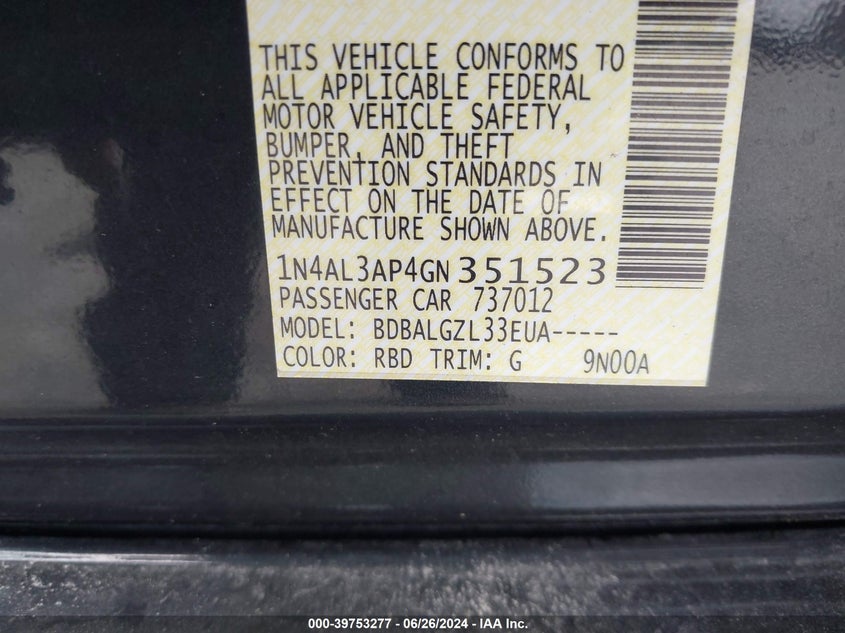 THIS VEHICLE CONFORMS TO
ALL APPLICABLE FEDERAL
MOTOR VEHICLE SAFETY,
BUMPER, AND THEFT
PREVENTION STANDARDS IN
EFFECT ON THE DATE OF
MANUFACTURE SHOWN ABOVE.
1N4AL3AP4GN351523
PASSENGER CAR 737012
MODEL: BDBALGZL33EUA-----
COLOR: RBD TRIM: G 9N00A
000-39753277 - 06/26/2024 - IAA Inc.